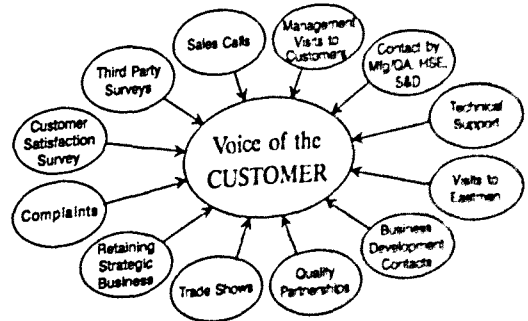 Sales Calls
Management
Visits to
Customers
Contact by
Mfg/QA, HSE,
S&D
Third Party
Surveys
Technical
Support
Customer
Satisfaction
Survey
Voice of the
CUSTOMER
Visits to
Eastman
Complaints
Business
Development
Contacts
Retaining
Strategic
Business
Trade Shows
Quality
Partnerships